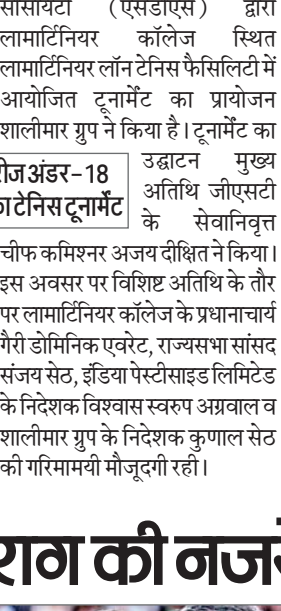 सोसायटी (एसडीएस) द्वारा
लामार्टिनियर कॉलेज स्थित
लामार्टिनियर लॉन टेनिस फैसिलिटी में
आयोजित टूनार्मेंट का प्रायोजन
शालीमार ग्रुप ने किया है। टूनार्मेंट का
रीज अंडर-18
का टेनिस टूनार्मेंट
उद्घाटन मुख्य
अतिथि जीएसटी
के सेवानिवृत्त
चीफ कमिश्नर अजय दीक्षित ने किया।
इस अवसर पर विशिष्ट अतिथि के तौर
पर लामार्टिनियर कॉलेज के प्रधानाचार्य
गैरी डोमिनिक एवरेट, राज्यसभा सांसद
संजय सेठ, इंडिया पेस्टीसाइड लिमिटेड
के निदेशक विश्वास स्वरुप अग्रवाल व
शालीमार ग्रुप के निदेशक कुणाल सेठ
की गरिमामयी मौजूदगी रही।
राग की नजरें